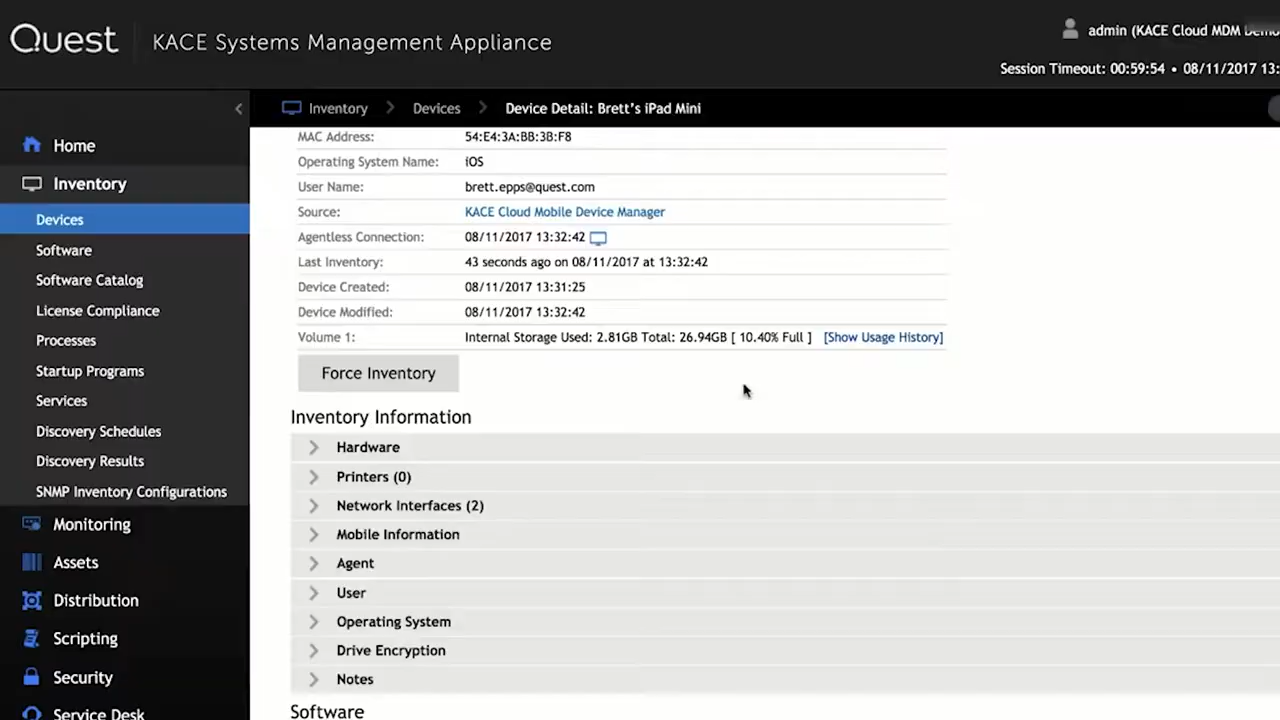 Quest
KACE Systems Management Appliance
admin (KACE Cloud MDM Demo
Session Timeout: 00:59:54 • 08/11/2017 13:
Inventory Devices Device Detail: Brett's iPad Mini
Home
Inventory
Devices
Software
Software Catalog
License Compliance
Processes
Startup Programs
Services
Discovery Schedules
Discovery Results
SNMP Inventory Configurations
Monitoring
Assets
Distribution
Scripting
Security
Service Desk
MAC Address: 54:E4:3A:BB:3B:F8
Operating System Name: iOS
User Name: brett.epps@quest.com
Source: KACE Cloud Mobile Device Manager
Agentless Connection: 08/11/2017 13:32:42
Last Inventory: 43 seconds ago on 08/11/2017 at 13:32:42
Device Created: 08/11/2017 13:31:25
Device Modified: 08/11/2017 13:32:42
Volume 1: Internal Storage Used: 2.81GB Total: 26.94GB [ 10.40% Full ] [Show Usage History]
Force Inventory
Inventory Information
Hardware
Printers (0)
Network Interfaces (2)
Mobile Information
Agent
User
Operating System
Drive Encryption
Notes
Software